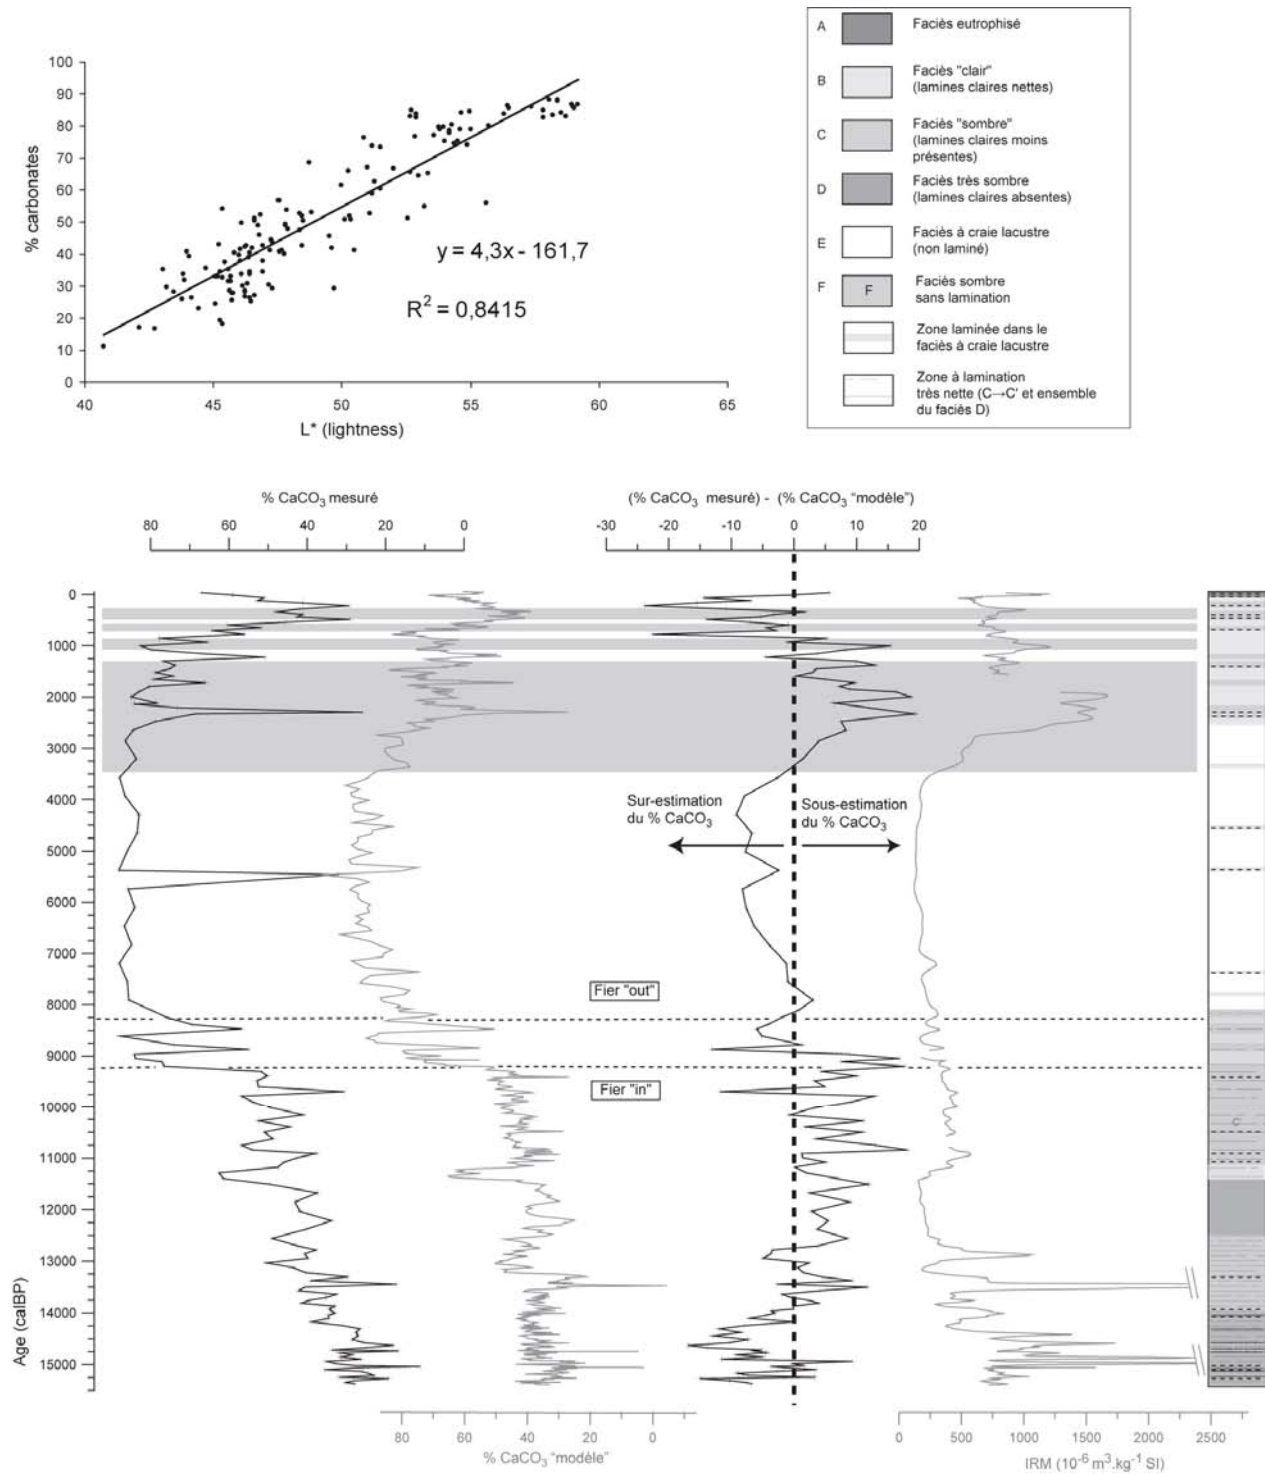 100
90
80
70
60
50
40
30
20
10
0
% carbonates
40 45 50 55 60 65
L* (lightness)
y = 4,3x - 161,7
R² = 0,8415
A Faciès eutrophisé
B Faciès "clair"
(lamines claires nettes)
C Faciès "sombre"
(lamines claires moins
présentes)
D Faciès très sombre
(lamines claires absentes)
E Faciès à craie lacustre
(non laminé)
F F Faciès sombre
sans lamination
Zone laminée dans le
faciès à craie lacustre
Zone à lamination
très nette (C→C' et ensemble
du faciès D)
% CaCO₃ mesuré
80 60 40 20 0
(% CaCO₃ mesuré) - (% CaCO₃ "modèle")
-30 -20 -10 0 10 20
0
1000
2000
3000
4000
5000
6000
7000
8000
9000
10000
11000
12000
13000
14000
15000
Age (calBP)
Sur-estimation
du % CaCO₃
Sous-estimation
du % CaCO₃
Fier "out"
Fier "in"
C
80 60 40 20 0
% CaCO₃ "modèle"
0 500 1000 1500 2000 2500
IRM (10⁻⁶ m³.kg⁻¹ SI)